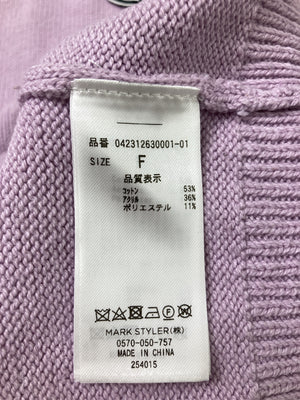 品番 042312630001-01
SIZE F
品質表示
コットン 53%
アクリル 36%
ポリエステル 11%
MARK STYLER(株)
0570-050-757
MADE IN CHINA
254015